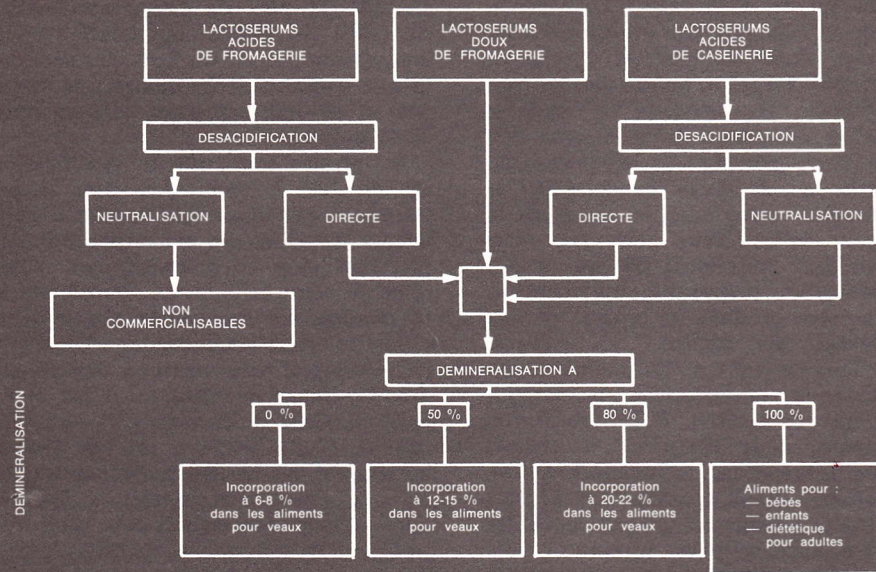 LACTOSERUMS
ACIDES
DE FROMAGERIE
LACTOSERUMS
DOUX
DE FROMAGERIE
LACTOSERUMS
ACIDES
DE CASEINERIE
DESACIDIFICATION
DESACIDIFICATION
NEUTRALISATION
DIRECTE
DIRECTE
NEUTRALISATION
NON
COMMERCIALISABLES
DEMINERALISATION A
0 %
50 %
80 %
100 %
Incorporation
à 6-8 %
dans les aliments
pour veaux
Incorporation
à 12-15 %
dans les aliments
pour veaux
Incorporation
à 20-22 %
dans les aliments
pour veaux
Aliments pour :
— bébés
— enfants
— diététique
pour adultes
DEMINERALISATION